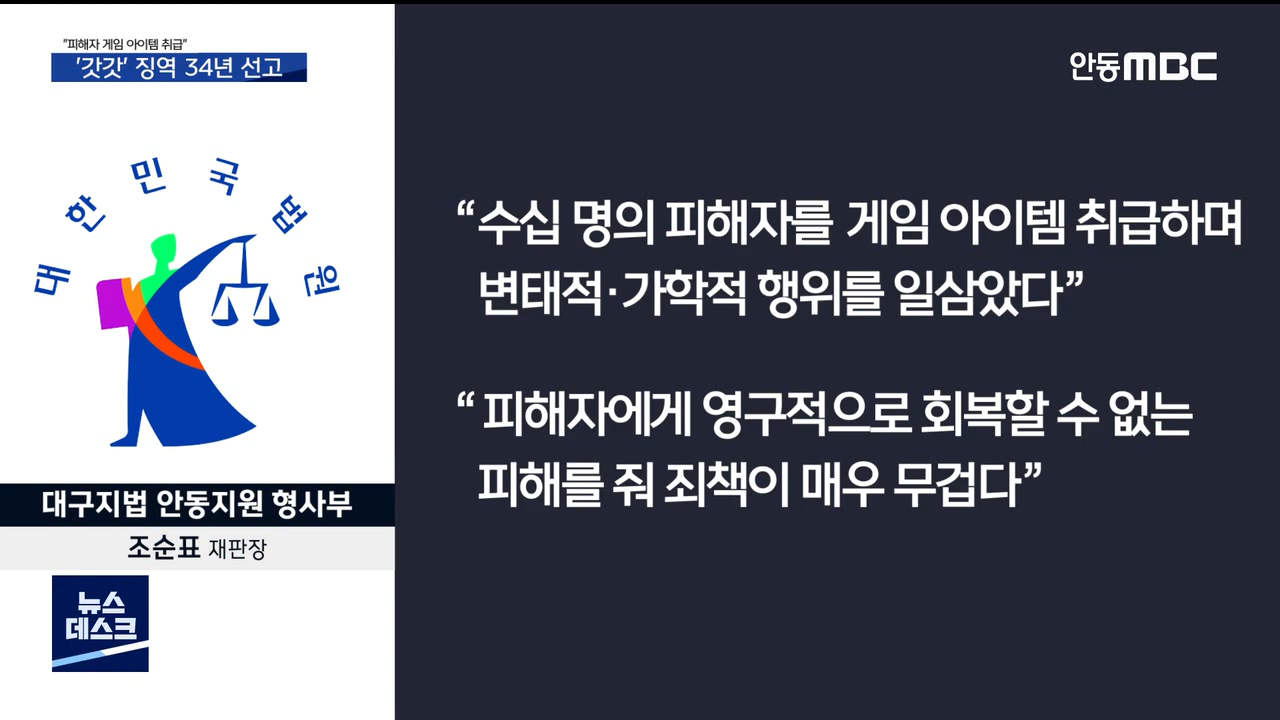 "피해자 게임 아이템 취급"
'갓갓' 징역 34년 선고
안동MBC
대한민국법원
“수십 명의 피해자를 게임 아이템 취급하며
변태적·가학적 행위를 일삼았다”
“피해자에게 영구적으로 회복할 수 없는
피해를 줘 죄책이 매우 무겁다”
대구지법 안동지원 형사부
조순표 재판장
뉴스
데스크